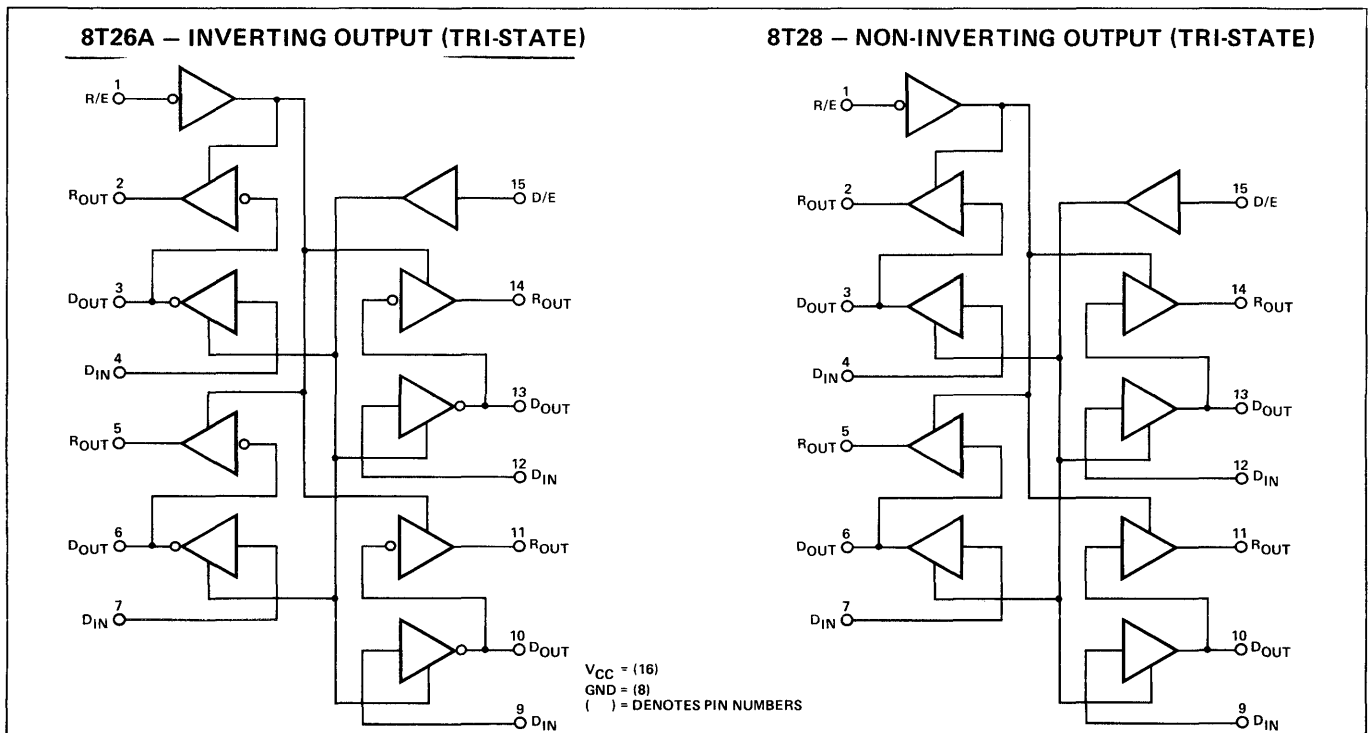 8T26A – INVERTING OUTPUT (TRI-STATE)
R/E 1
2 ROUT
15 D/E
3 DOUT
14 ROUT
4 DIN
13 DOUT
5 ROUT
12 DIN
6 DOUT
11 ROUT
7 DIN
10 DOUT
9 DIN
VCC = (16)
GND = (8)
( ) = DENOTES PIN NUMBERS
8T28 – NON-INVERTING OUTPUT (TRI-STATE)
R/E 1
2 ROUT
15 D/E
3 DOUT
14 ROUT
4 DIN
13 DOUT
5 ROUT
12 DIN
6 DOUT
11 ROUT
7 DIN
10 DOUT
9 DIN